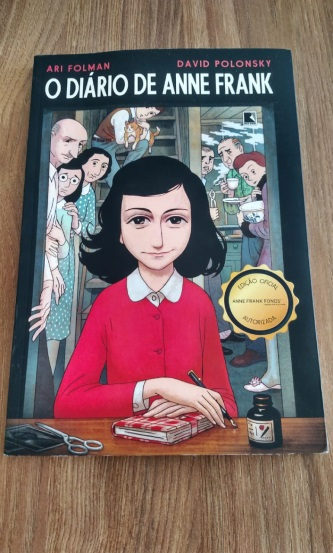 ARI FOLMAN DAVID POLONSKY
O DIÁRIO DE ANNE FRANK
EDIÇÃO OFICIAL
ANNE FRANK FONDS
AUTORIZADA